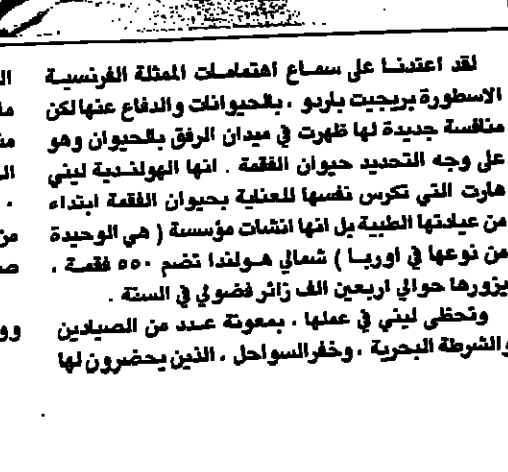 لقد اعتدنا على سماع اهتمامات الممثلة الفرنسية
الاسطورة بريجيت باردو ، بالحيوانات والدفاع عنها لكن
منافسة جديدة لها ظهرت في ميدان الرفق بالحيوان وهو
على وجه التحديد حيوان الفقمة . انها الهولندية ليني
هارت التي تكرس نفسها للعناية بحيوان الفقمة ابتداء
من عيادتها الطبية بل انها انشات مؤسسة ( هي الوحيدة
من نوعها في اوربا ) شمالي هولندا تضم ٥٥٠ فقمة ،
يزورها حوالي اربعين الف زائر فضولي في السنة .
وتحظى ليني في عملها ، بمعونة عدد من الصيادين
والشرطة البحرية ، وخفر السواحل ، الذين يحضرون لها